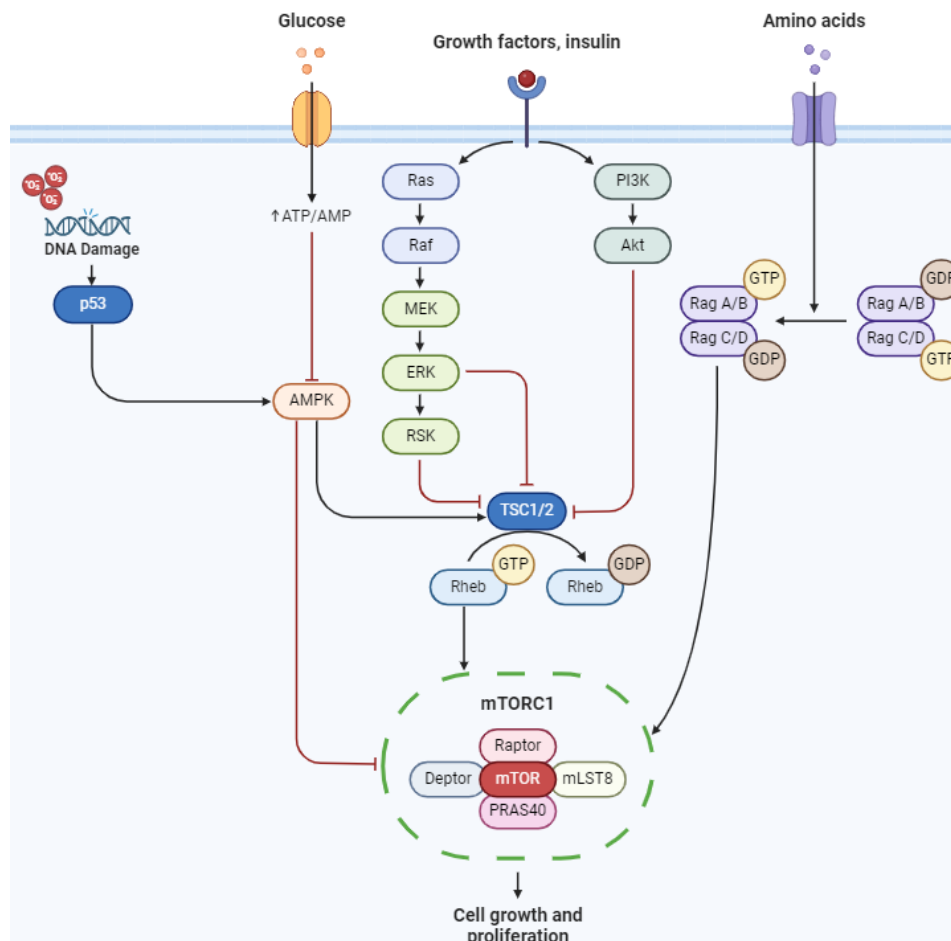 Glucose
Growth factors, insulin
Amino acids
DNA Damage
p53
↑ATP/AMP
AMPK
Ras
Raf
MEK
ERK
RSK
PI3K
Akt
TSC1/2
Rheb
GTP
Rheb
GDP
Rag A/B
GTP
Rag C/D
GDP
Rag A/B
GDP
Rag C/D
GTP
mTORC1
Raptor
Deptor
mTOR
mLST8
PRAS40
Cell growth and
proliferation